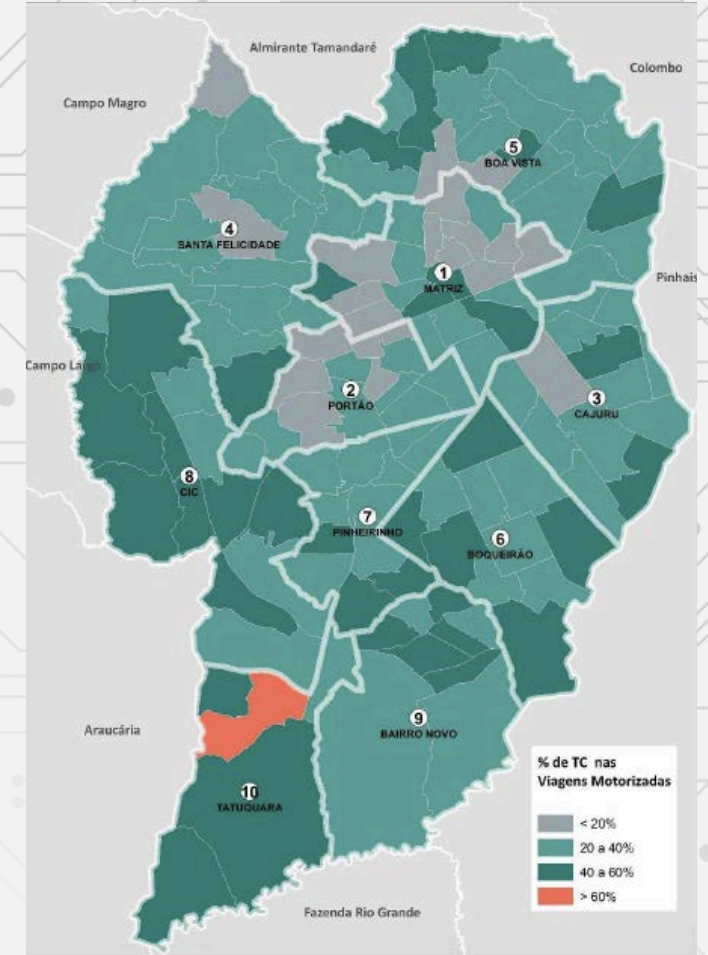 Almirante Tamandaré
Colombo
Campo Magro
5
BOA VISTA
4
SANTA FELICIDADE
1
MATRIZ
Pinhais
Campo Largo
2
PORTÃO
3
CAJURU
8
CIC
7
PINHEIRINHO
6
BOQUEIRÃO
9
BAIRRO NOVO
Araucária
10
TATUQUARA
Fazenda Rio Grande
% de TC nas
Viagens Motorizadas
< 20%
20 a 40%
40 a 60%
> 60%